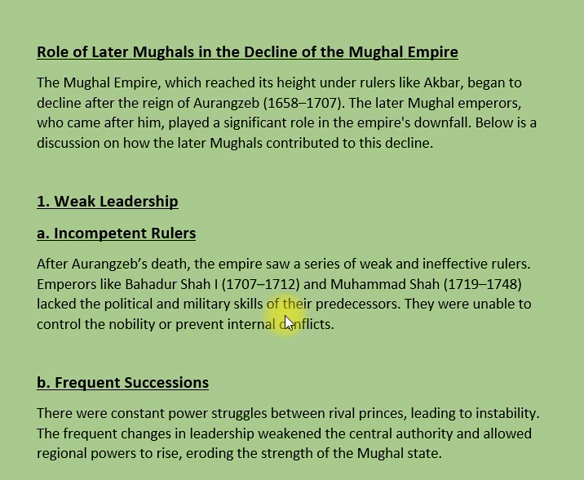 Role of Later Mughals in the Decline of the Mughal Empire
The Mughal Empire, which reached its height under rulers like Akbar, began to
decline after the reign of Aurangzeb (1658–1707). The later Mughal emperors,
who came after him, played a significant role in the empire's downfall. Below is a
discussion on how the later Mughals contributed to this decline.
1. Weak Leadership
a. Incompetent Rulers
After Aurangzeb’s death, the empire saw a series of weak and ineffective rulers.
Emperors like Bahadur Shah I (1707–1712) and Muhammad Shah (1719–1748)
lacked the political and military skills of their predecessors. They were unable to
control the nobility or prevent internal conflicts.
b. Frequent Successions
There were constant power struggles between rival princes, leading to instability.
The frequent changes in leadership weakened the central authority and allowed
regional powers to rise, eroding the strength of the Mughal state.